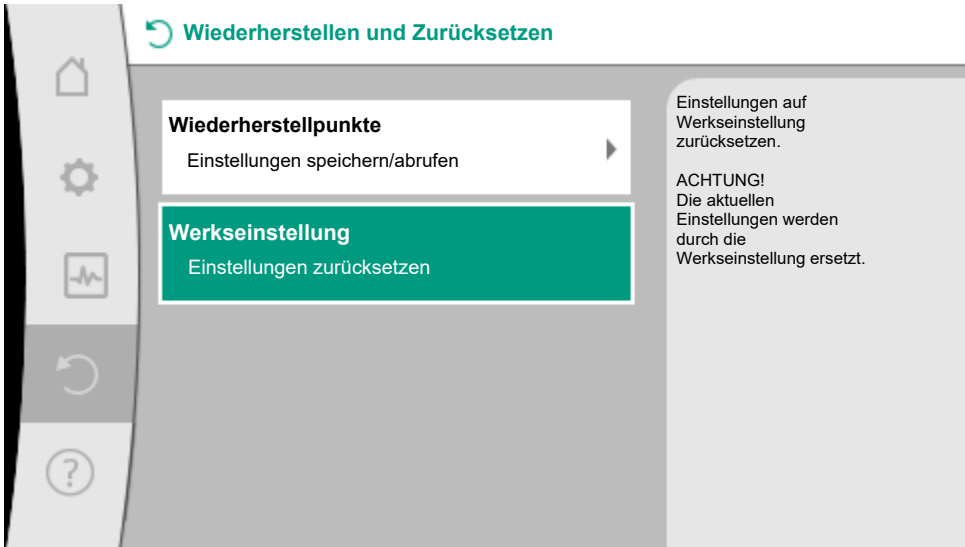 Wiederherstellen und Zurücksetzen
Wiederherstellpunkte
Einstellungen speichern/abrufen
Werkseinstellung
Einstellungen zurücksetzen
Einstellungen auf
Werkseinstellung
zurücksetzen.
ACHTUNG!
Die aktuellen
Einstellungen werden
durch die
Werkseinstellung ersetzt.
?